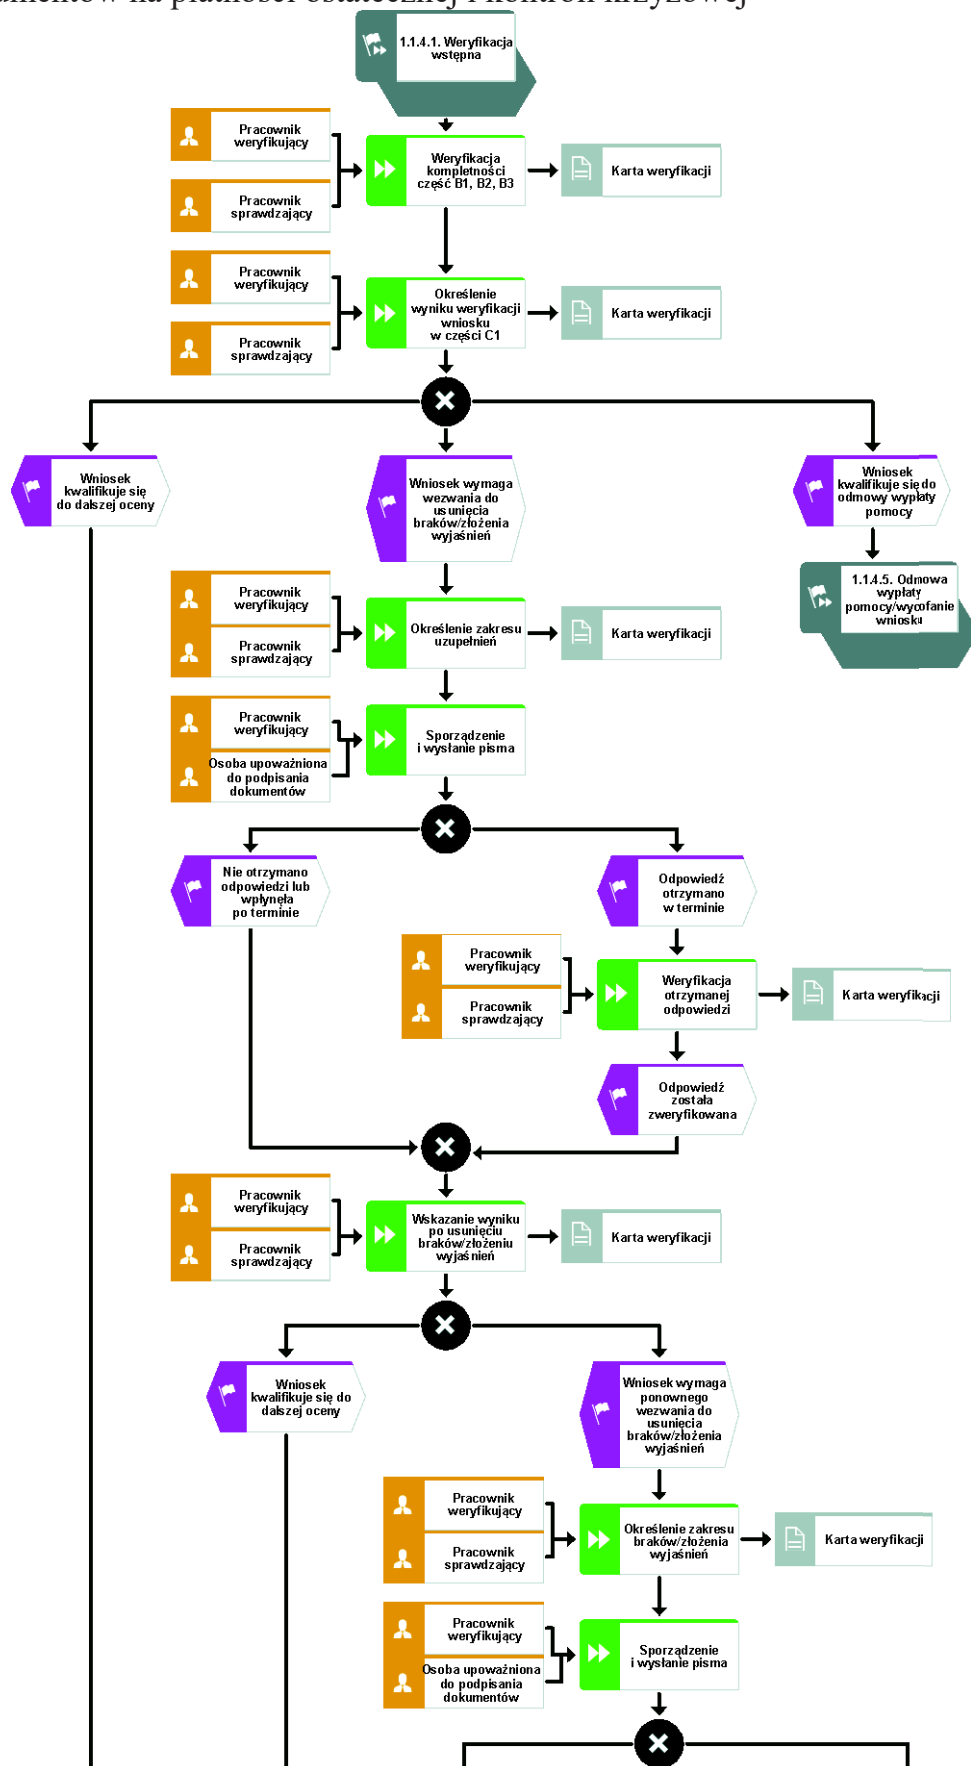 umentów na płatności ostatecznej i kontroli krzyżowej
1.1.4.1. Weryfikacja
wstępna
Pracownik
weryfikujący
Pracownik
sprawdzający
Weryfikacja
kompletności
część B1, B2, B3
Karta weryfikacji
Pracownik
weryfikujący
Pracownik
sprawdzający
Określenie
wyniku weryfikacji
wniosku
w części C1
Karta weryfikacji
Wniosek
kwalifikuje się
do dalszej oceny
Wniosek wymaga
wezwania do
usunięcia
braków/złożenia
wyjaśnień
Wniosek
kwalifikuje się do
odmowy wypłaty
pomocy
1.1.4.5. Odmowa
wypłaty
pomocy/wycofanie
wniosku
Pracownik
weryfikujący
Pracownik
sprawdzający
Określenie zakresu
uzupełnień
Karta weryfikacji
Pracownik
weryfikujący
Osoba upoważniona
do podpisania
dokumentów
Sporządzenie
i wysłanie pisma
Nie otrzymano
odpowiedzi lub
wpłynęła
po terminie
Odpowiedź
otrzymano
w terminie
Pracownik
weryfikujący
Pracownik
sprawdzający
Weryfikacja
otrzymanej
odpowiedzi
Karta weryfikacji
Odpowiedź
została
zweryfikowana
Pracownik
weryfikujący
Pracownik
sprawdzający
Wskazanie wyniku
po usunięciu
braków/złożeniu
wyjaśnień
Karta weryfikacji
Wniosek
kwalifikuje się do
dalszej oceny
Wniosek wymaga
ponownego
wezwania do
usunięcia
braków/złożenia
wyjaśnień
Pracownik
weryfikujący
Pracownik
sprawdzający
Określenie zakresu
braków/złożenia
wyjaśnień
Karta weryfikacji
Pracownik
weryfikujący
Osoba upoważniona
do podpisania
dokumentów
Sporządzenie
i wysłanie pisma